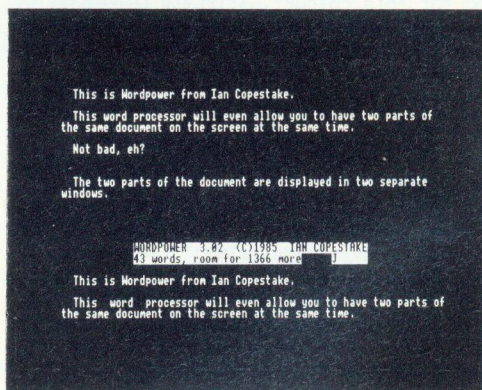 This is Wordpower from Ian Copestake.
This word processor will even allow you to have two parts of
the same document on the screen at the same time.
Not bad, eh?
The two parts of the document are displayed in two separate
windows.
WORDPOWER 3.02 (C)1985 IAN COPESTAKE
43 words, room for 1366 more J
This is Wordpower from Ian Copestake.
This word processor will even allow you to have two parts of
the same document on the screen at the same time.